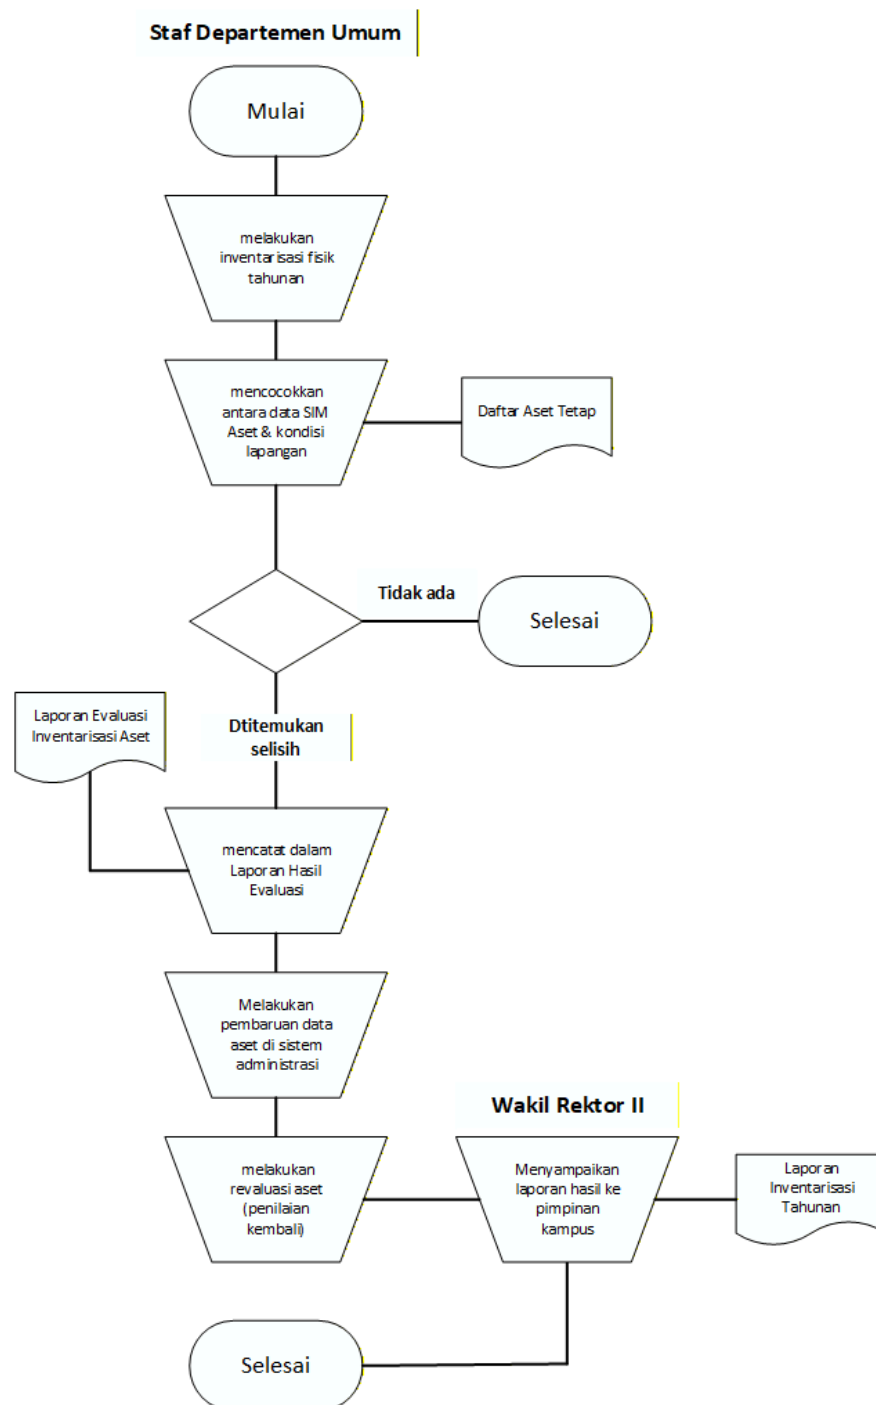 Staf Departemen Umum
Mulai
melakukan
inventarisasi fisik
tahunan
mencocokkan
antara data SIM
Aset & kondisi
lapangan
Daftar Aset Tetap
Tidak ada
Selesai
Laporan Evaluasi
Inventarisasi Aset
Dtitemukan
selisih
mencatat dalam
Laporan Hasil
Evaluasi
Melakukan
pembaruan data
aset di sistem
administrasi
Wakil Rektor II
melakukan
revaluasi aset
(penilaian
kembali)
Menyampaikan
laporan hasil ke
pimpinan
kampus
Laporan
Inventarisasi
Tahunan
Selesai